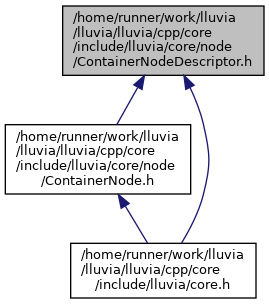 /home/runner/work/lluvia
/lluvia/lluvia/cpp/core
/include/lluvia/core/node
/ContainerNodeDescriptor.h
/home/runner/work/lluvia
/lluvia/lluvia/cpp/core
/include/lluvia/core/node
/ContainerNode.h
/home/runner/work/lluvia
/lluvia/lluvia/cpp/core
/include/lluvia/core.h